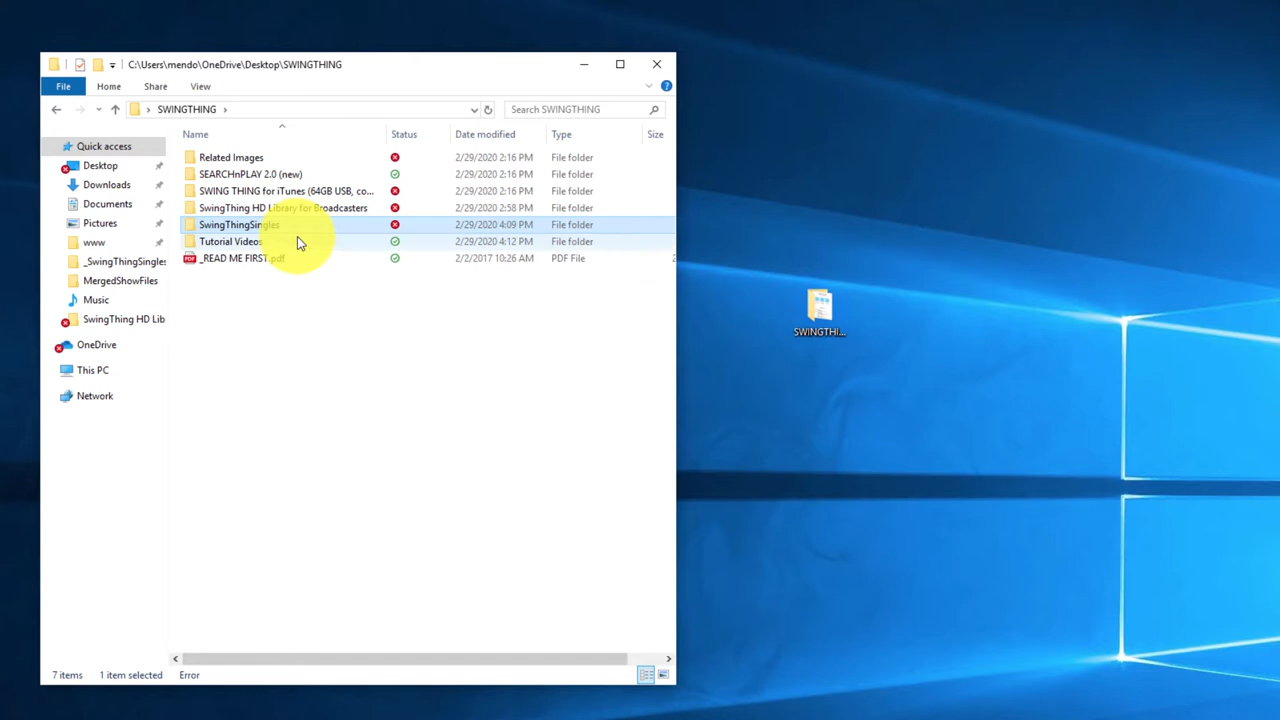 C:\Users\mendo\OneDrive\Desktop\SWINGTHING
File Home Share View
SWINGTHING Search SWINGTHING
Name Status Date modified Type Size
Quick access
Desktop
Downloads
Documents
Pictures
www
_SwingThingSingles
MergedShowFiles
Music
SwingThing HD Lib
OneDrive
This PC
Network
Related Images 2/29/2020 2:16 PM File folder
SEARCHnPLAY 2.0 (new) 2/29/2020 2:16 PM File folder
SWING THING for iTunes (64GB USB, co... 2/29/2020 2:16 PM File folder
SwingThing HD Library for Broadcasters 2/29/2020 2:58 PM File folder
SwingThingSingles 2/29/2020 4:09 PM File folder
Tutorial Videos 2/29/2020 4:12 PM File folder
PDF _READ ME FIRST.pdf 2/2/2017 10:26 AM PDF File 2
7 items 1 item selected Error
SWINGTHI...